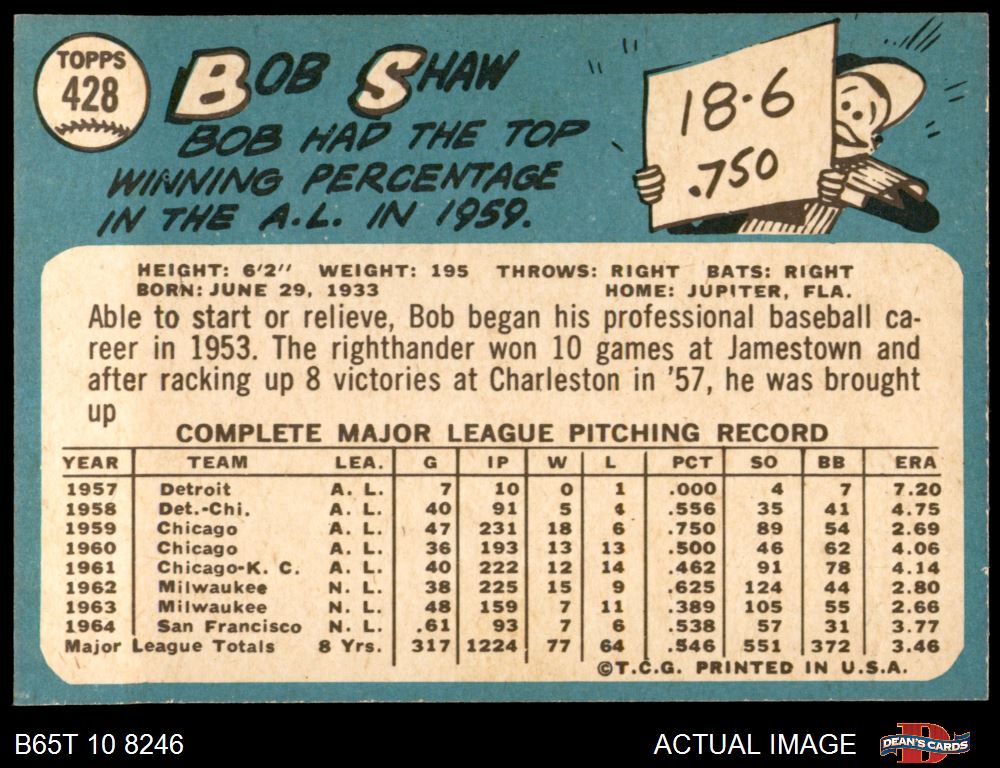 TOPPS
428
BOB SHAW
BOB HAD THE TOP
WINNING PERCENTAGE
IN THE A.L. IN 1959.
18-6
.750
HEIGHT: 6'2" WEIGHT: 195 THROWS: RIGHT BATS: RIGHT
BORN: JUNE 29, 1933 HOME: JUPITER, FLA.
Able to start or relieve, Bob began his professional baseball ca-
reer in 1953. The righthander won 10 games at Jamestown and
after racking up 8 victories at Charleston in '57, he was brought
up
COMPLETE MAJOR LEAGUE PITCHING RECORD
YEAR TEAM LEA. G IP W L PCT SO BB ERA
1957 Detroit A. L. 7 10 0 1 .000 4 7 7.20
1958 Det.-Chi. A. L. 40 91 5 4 .556 35 41 4.75
1959 Chicago A. L. 47 231 18 6 .750 89 54 2.69
1960 Chicago A. L. 36 193 13 13 .500 46 62 4.06
1961 Chicago-K. C. A. L. 40 222 12 14 .462 91 78 4.14
1962 Milwaukee N. L. 38 225 15 9 .625 124 44 2.80
1963 Milwaukee N. L. 48 159 7 11 .389 105 55 2.66
1964 San Francisco N. L. .61 93 7 6 .538 57 31 3.77
Major League Totals 8 Yrs. 317 1224 77 64 .546 551 372 3.46
©T.C.G. PRINTED IN U.S.A.
B65T 10 8246
ACTUAL IMAGE
DEAN'S CARDS